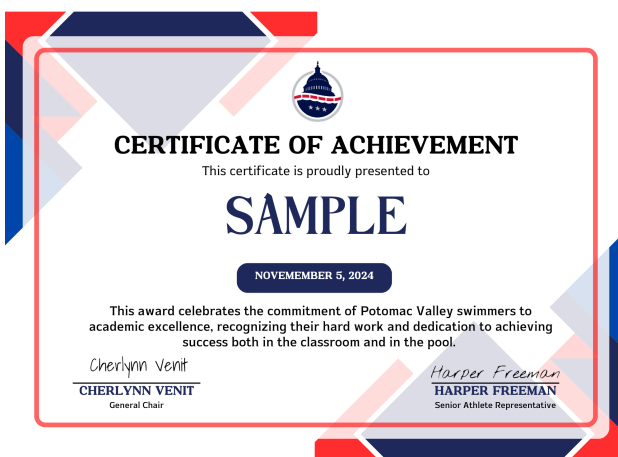 CERTIFICATE OF ACHIEVEMENT
This certificate is proudly presented to
SAMPLE
NOVEMEMBER 5, 2024
This award celebrates the commitment of Potomac Valley swimmers to
academic excellence, recognizing their hard work and dedication to achieving
success both in the classroom and in the pool.
Cherlynn Venit
CHERLYNN VENIT
General Chair
Harper Freeman
HARPER FREEMAN
Senior Athlete Representative